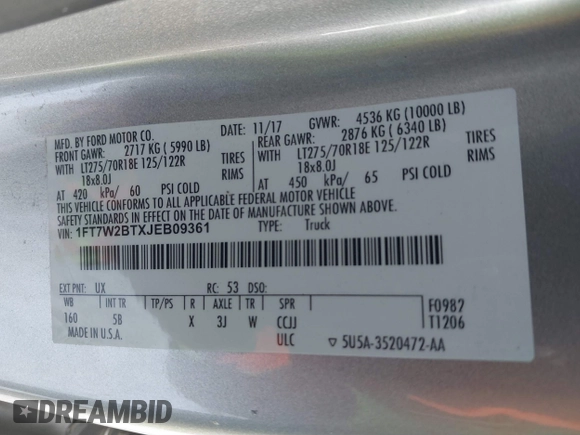 MFD. BY FORD MOTOR CO.
DATE: 11/17 GVWR: 4536 KG (10000 LB)
FRONT GAWR: 2717 KG ( 5990 LB) REAR GAWR: 2876 KG ( 6340 LB)
WITH LT275/70R18E 125/122R TIRES WITH LT275/70R18E 125/122R TIRES
18x8.0J RIMS 18x8.0J RIMS
AT 420 kPa/ 60 PSI COLD AT 450 kPa/ 65 PSI COLD
THIS VEHICLE CONFORMS TO ALL APPLICABLE FEDERAL MOTOR VEHICLE
SAFETY STANDARDS IN EFFECT ON THE DATE OF MANUFACTURE SHOWN ABOVE.
VIN: 1FT7W2BTXJEB09361 TYPE: Truck
EXT PNT: UX RC: 53 DSO:
WB INT TR TP/PS R AXLE TR SPR F0987
160 5B X 3J W CCJJ T1206
MADE IN U.S.A. ULC ▽ 5U5A-3520472-AA
DREAMBID